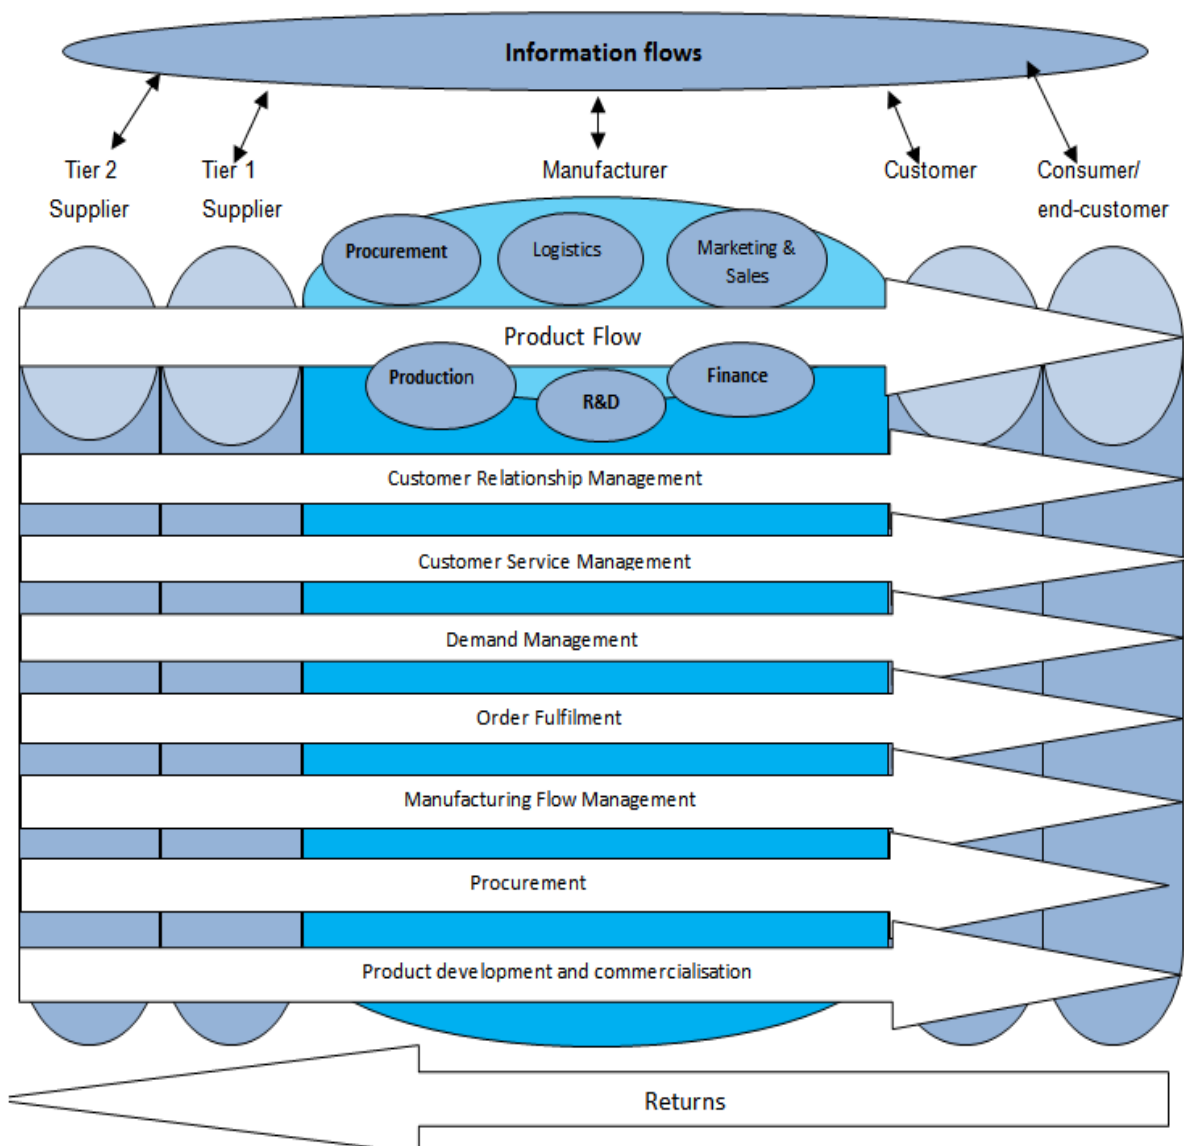 Information flows
Tier 2
Supplier
Tier 1
Supplier
Manufacturer
Customer
Consumer/
end-customer
Procurement
Logistics
Marketing &
Sales
Product Flow
Production
R&D
Finance
Customer Relationship Management
Customer Service Management
Demand Management
Order Fulfilment
Manufacturing Flow Management
Procurement
Product development and commercialisation
Returns